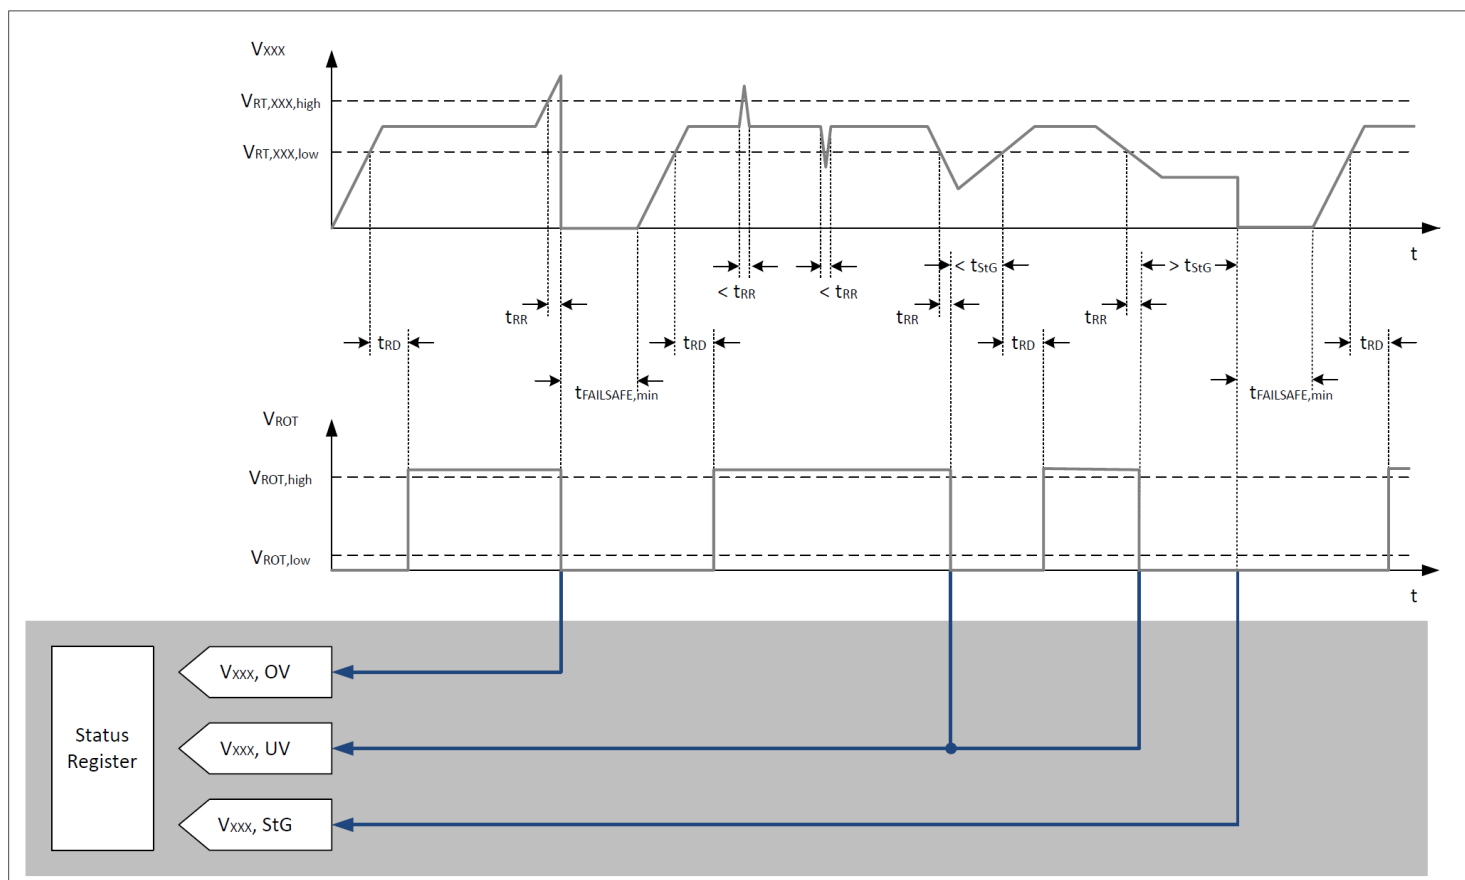 VXXX
VRT,XXX,high
VRT,XXX,low
t
< tStG
> tStG
< tRR
< tRR
tRR
tRR
tRR
tRD
tRD
tRD
tRD
tFAILSAFE,min
tFAILSAFE,min
VROT
VROT,high
VROT,low
t
Status
Register
VXXX, OV
VXXX, UV
VXXX, StG